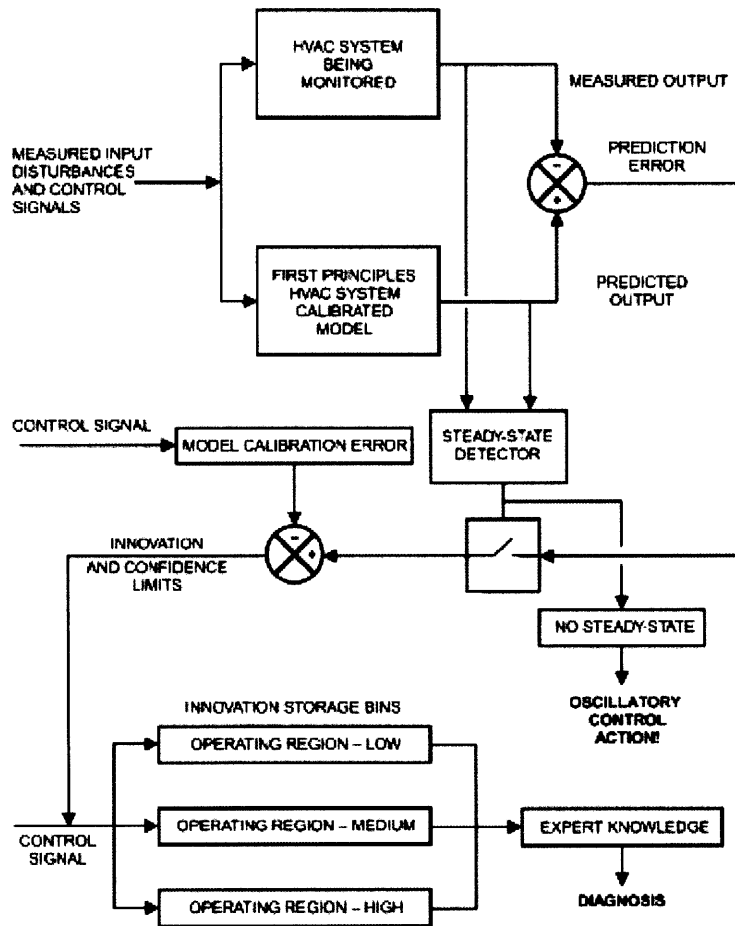 HVAC SYSTEM
BEING
MONITORED
MEASURED OUTPUT
MEASURED INPUT
DISTURBANCES
AND CONTROL
SIGNALS
PREDICTION
ERROR
-
+
FIRST PRINCIPLES
HVAC SYSTEM
CALIBRATED
MODEL
PREDICTED
OUTPUT
CONTROL SIGNAL
MODEL CALIBRATION ERROR
STEADY-STATE
DETECTOR
-
+
INNOVATION
AND CONFIDENCE
LIMITS
NO STEADY-STATE
OSCILLATORY
CONTROL
ACTION!
INNOVATION STORAGE BINS
OPERATING REGION – LOW
OPERATING REGION – MEDIUM
EXPERT KNOWLEDGE
CONTROL
SIGNAL
OPERATING REGION – HIGH
DIAGNOSIS